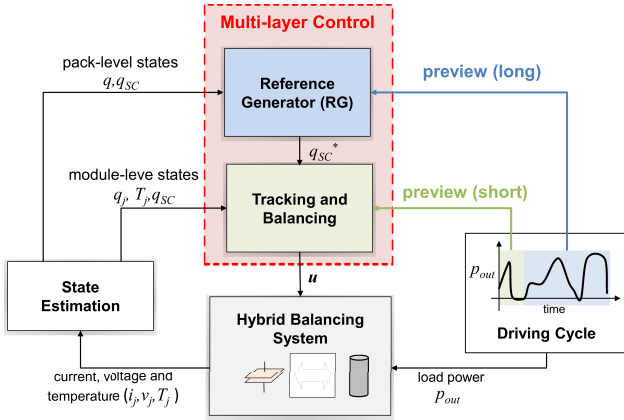 Multi-layer Control
pack-level states
q,q_SC
Reference
Generator (RG)
preview (long)
q_SC*
module-leve states
q_j, T_j,q_SC
Tracking and
Balancing
preview (short)
u
p_out
time
Driving Cycle
State
Estimation
Hybrid Balancing
System
current, voltage and
temperature (i_j,v_j,T_j)
load power
p_out